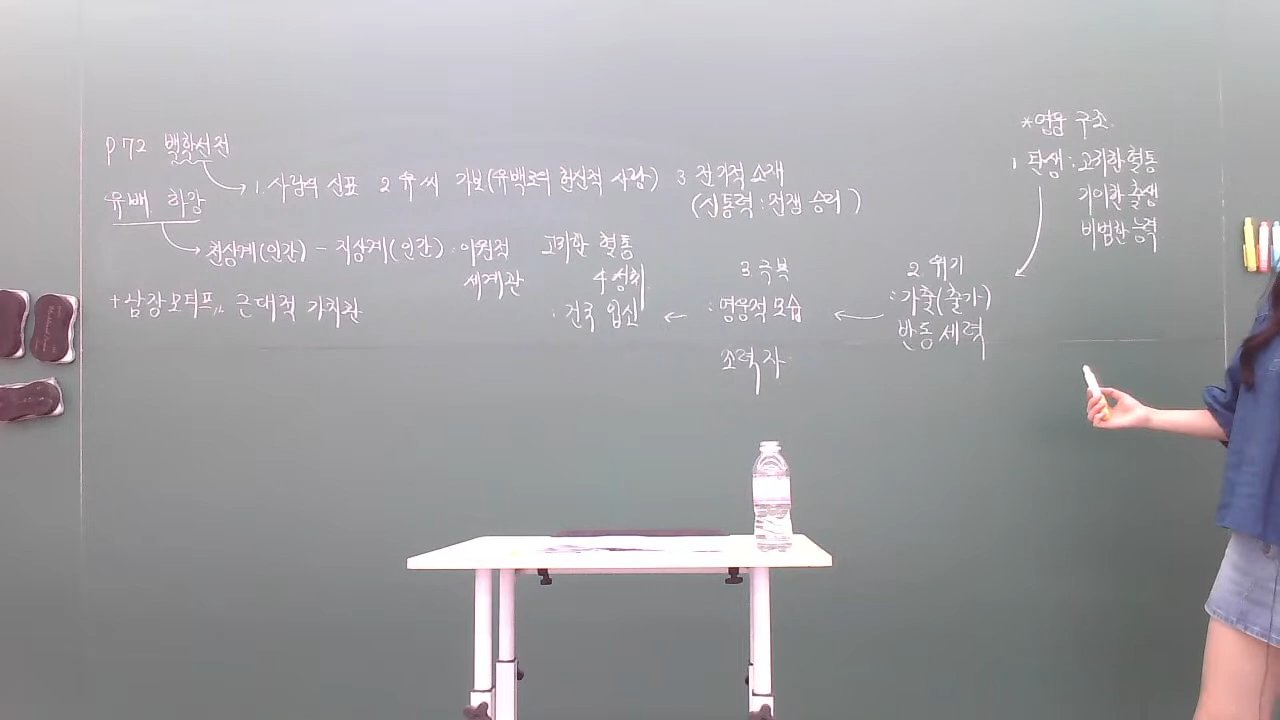 p72 백학선전
1. 사랑의 신표 2 유씨 가보(유백로의 헌신적 사랑) 3 전기적 소재
(신통력 : 전쟁 승리)
유배 하강
천상계(인간) - 지상계(인간) : 이원적 고귀한 혈통
세계관
+남장모티프,, 근대적 가치관
*영웅 구조
1 탄생 : 고귀한 혈통
기이한 출생
비범한 능력
2 위기
: 가출(출가)
반동세력
3 극복
: 영웅적 모습
조력자
4 성취
: 입신